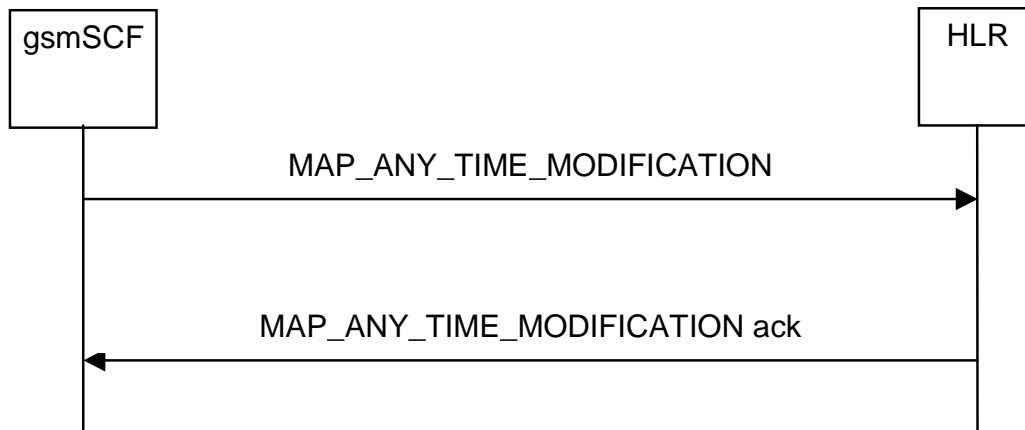 gsmSCF
HLR
MAP_ANY_TIME_MODIFICATION
MAP_ANY_TIME_MODIFICATION ack